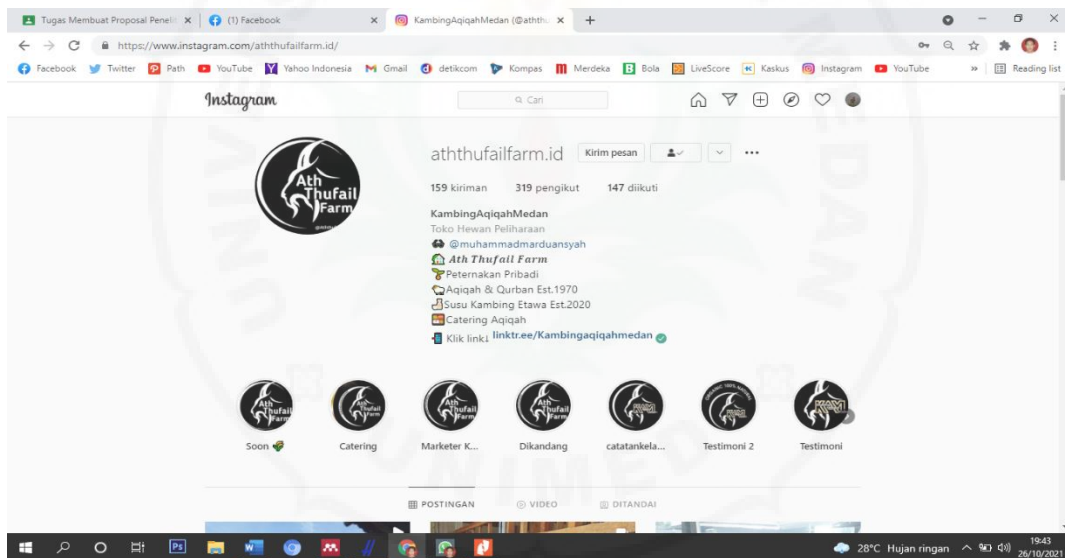 Tugas Membuat Proposal Peneli
(1) Facebook
KambingAqiqahMedan (@aththu
https://www.instagram.com/aththufailfarm.id/
Facebook Twitter Path YouTube Yahoo Indonesia Gmail detikcom Kompas Merdeka Bola LiveScore Kaskus Instagram YouTube » Reading list
Instagram
Cari
Ath Thufail Farm
aththufailfarm.id Kirim pesan
159 kiriman 319 pengikut 147 diikuti
KambingAqiqahMedan
Toko Hewan Peliharaan
@muhammadmarduansyah
Ath Thufail Farm
Peternakan Pribadi
Aqiqah & Qurban Est.1970
Susu Kambing Etawa Est.2020
Catering Aqiqah
Klik link↓ linktr.ee/Kambingaqiqahmedan
Soon Catering Marketer K... Dikandang catatankela... Testimoni 2 Testimoni
POSTINGAN VIDEO DITANDAI
UNIMED
28°C Hujan ringan
19:43
26/10/2021